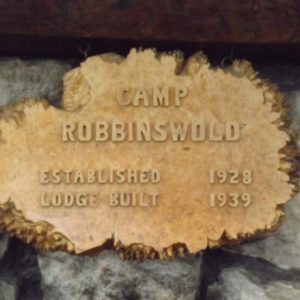 CAMP
ROBBINSWOLD
ESTABLISHED 1928
LODGE BUILT 1939